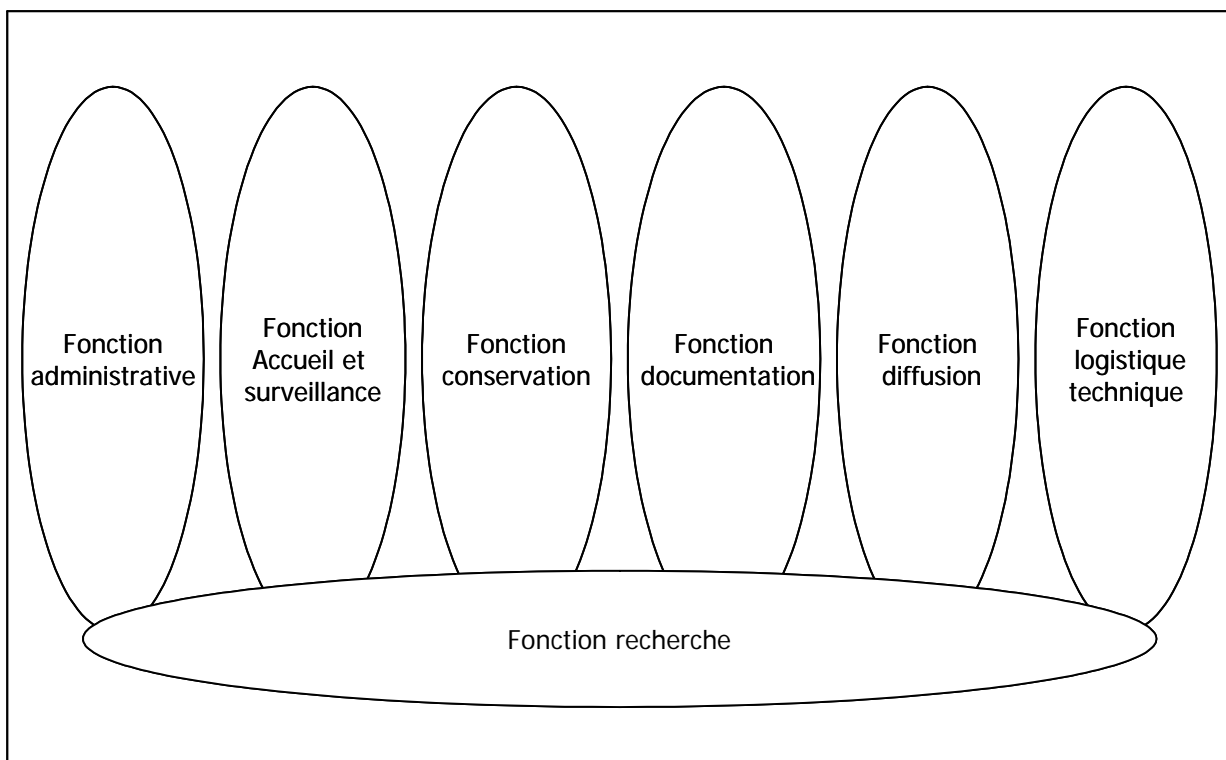 Fonction
administrative
Fonction
Accueil et
surveillance
Fonction
conservation
Fonction
documentation
Fonction
diffusion
Fonction
logistique
technique
Fonction recherche